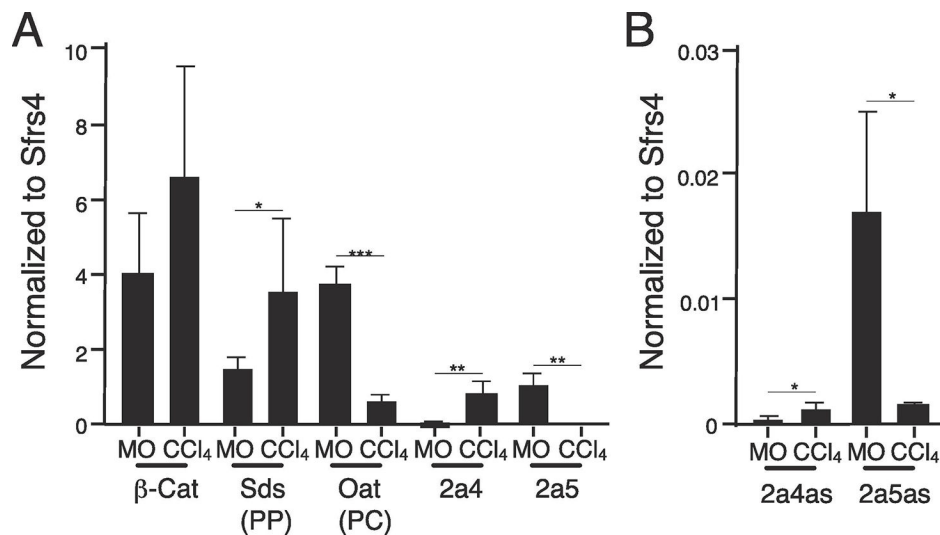 A
Normalized to Sfrs4
10
8
6
4
2
0
*
***
**
**
MO CCl₄ MO CCl₄ MO CCl₄ MO CCl₄ MO CCl₄
β-Cat Sds Oat 2a4 2a5
(PP) (PC)
B
Normalized to Sfrs4
0.03
0.02
0.01
0
*
*
MO CCl₄ MO CCl₄
2a4as 2a5as